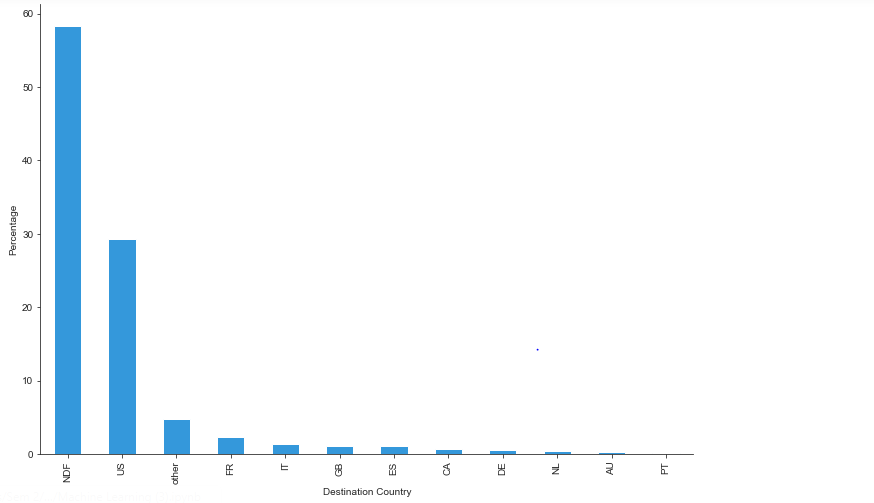 60
50
40
30
20
10
0
Percentage
NDF
US
other
FR
IT
GB
ES
CA
DE
NL
AU
PT
Destination Country